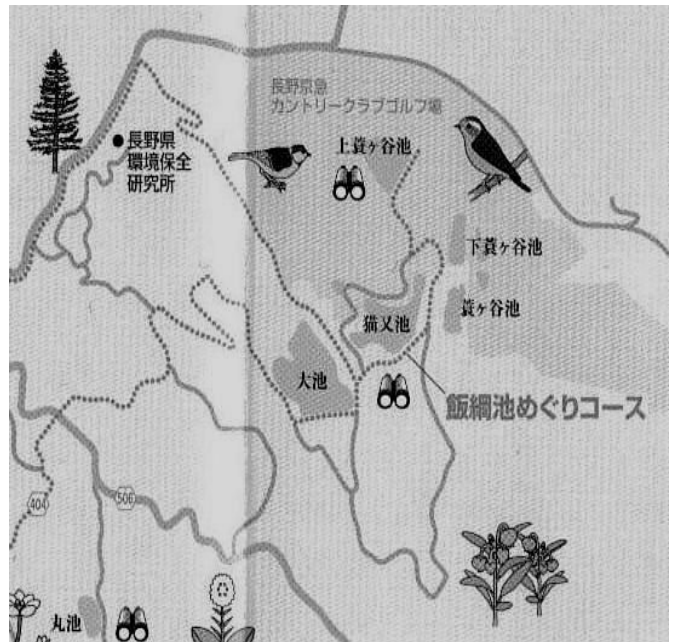 長野京急
カントリークラブゴルフ場
長野県
環境保全
研究所
上蓑ヶ谷池
下蓑ヶ谷池
蓑ヶ谷池
猫又池
大池
飯綱池めぐりコース
404
506
丸池